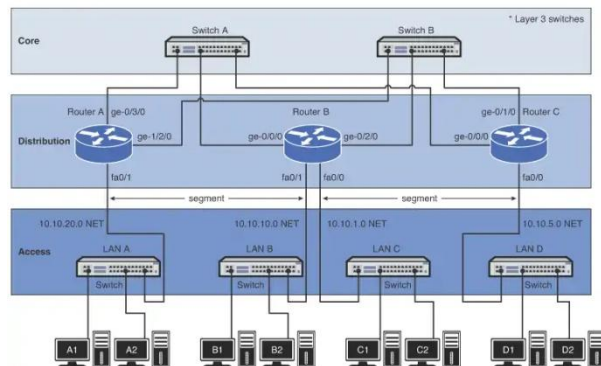 * Layer 3 switches
Switch A
Switch B
Core
Router A
ge-0/3/0
Router B
ge-0/1/0
Router C
Distribution
ge-1/2/0
ge-0/0/0
ge-0/2/0
ge-0/0/0
fa0/1
fa0/1
fa0/0
fa0/0
segment
segment
10.10.20.0 NET
10.10.10.0 NET
10.10.1.0 NET
10.10.5.0 NET
Access
LAN A
LAN B
LAN C
LAN D
Switch
Switch
Switch
Switch
A1
A2
B1
B2
C1
C2
D1
D2